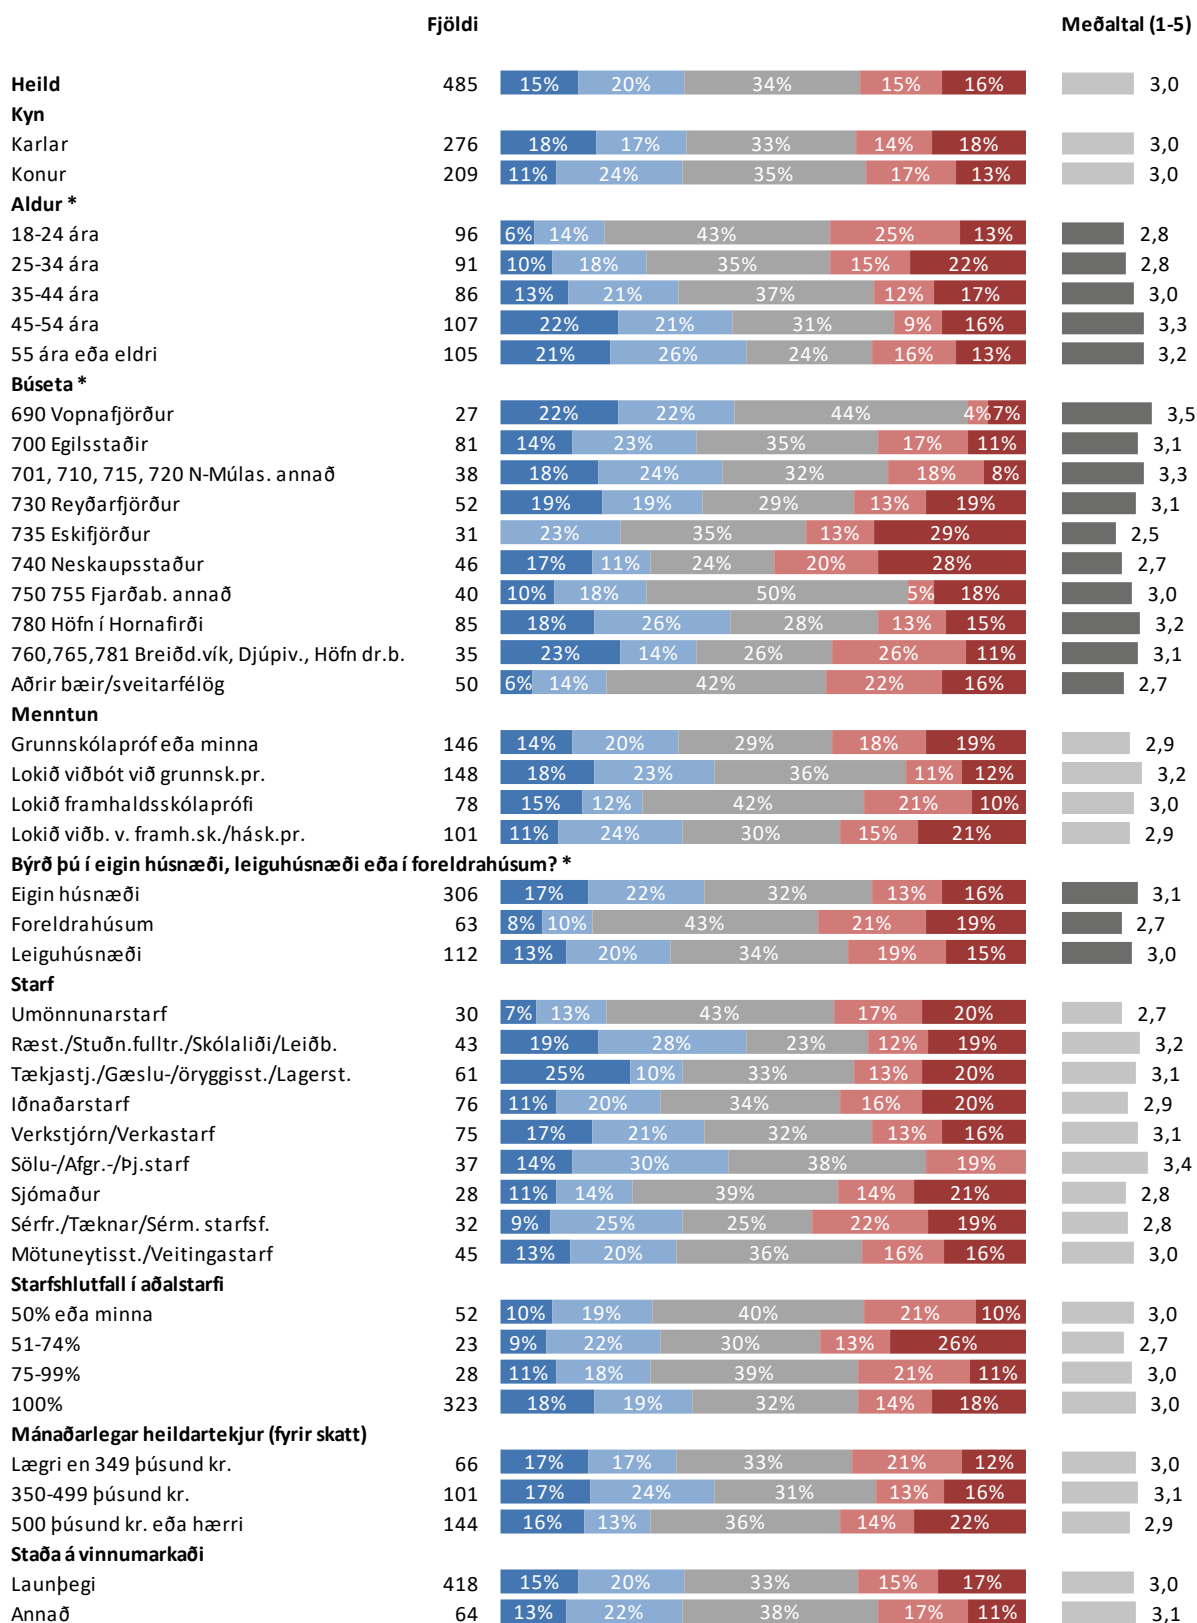 Fjöldi Meðaltal (1-5)
Heild 485 15% 20% 34% 15% 16% 3,0
Kyn
Karlar 276 18% 17% 33% 14% 18% 3,0
Konur 209 11% 24% 35% 17% 13% 3,0
Aldur *
18-24 ára 96 6% 14% 43% 25% 13% 2,8
25-34 ára 91 10% 18% 35% 15% 22% 2,8
35-44 ára 86 13% 21% 37% 12% 17% 3,0
45-54 ára 107 22% 21% 31% 9% 16% 3,3
55 ára eða eldri 105 21% 26% 24% 16% 13% 3,2
Búseta *
690 Vopnafjörður 27 22% 22% 44% 4% 7% 3,5
700 Egilsstaðir 81 14% 23% 35% 17% 11% 3,1
701, 710, 715, 720 N-Múlas. annað 38 18% 24% 32% 18% 8% 3,3
730 Reyðarfjörður 52 19% 19% 29% 13% 19% 3,1
735 Eskifjörður 31 23% 35% 13% 29% 2,5
740 Neskaupsstaður 46 17% 11% 24% 20% 28% 2,7
750 755 Fjarðab. annað 40 10% 18% 50% 5% 18% 3,0
780 Höfn í Hornafirði 85 18% 26% 28% 13% 15% 3,2
760,765,781 Breiðd.vík, Djúpiv., Höfn dr.b. 35 23% 14% 26% 26% 11% 3,1
Aðrir bæir/sveitarfélög 50 6% 14% 42% 22% 16% 2,7
Menntun
Grunnskólapróf eða minna 146 14% 20% 29% 18% 19% 2,9
Lokið viðbót við grunnsk.pr. 148 18% 23% 36% 11% 12% 3,2
Lokið framhaldsskólaprófi 78 15% 12% 42% 21% 10% 3,0
Lokið viðb. v. framh.sk./hásk.pr. 101 11% 24% 30% 15% 21% 2,9
Býrð þú í eigin húsnæði, leiguhúsnæði eða í foreldrahúsum? *
Eigin húsnæði 306 17% 22% 32% 13% 16% 3,1
Foreldrahúsum 63 8% 10% 43% 21% 19% 2,7
Leiguhúsnæði 112 13% 20% 34% 19% 15% 3,0
Starf
Umönnunarstarf 30 7% 13% 43% 17% 20% 2,7
Ræst./Stuðn.fulltr./Skólaliði/Leiðb. 43 19% 28% 23% 12% 19% 3,2
Tækjastj./Gæslu-/öryggisst./Lagerst. 61 25% 10% 33% 13% 20% 3,1
Iðnaðarstarf 76 11% 20% 34% 16% 20% 2,9
Verkstjórn/Verkastarf 75 17% 21% 32% 13% 16% 3,1
Sölu-/Afgr.-/Þj.starf 37 14% 30% 38% 19% 3,4
Sjómaður 28 11% 14% 39% 14% 21% 2,8
Sérfr./Tæknar/Sérm. starfsf. 32 9% 25% 25% 22% 19% 2,8
Mötuneytisst./Veitingastarf 45 13% 20% 36% 16% 16% 3,0
Starfshlutfall í aðalstarfi
50% eða minna 52 10% 19% 40% 21% 10% 3,0
51-74% 23 9% 22% 30% 13% 26% 2,7
75-99% 28 11% 18% 39% 21% 11% 3,0
100% 323 18% 19% 32% 14% 18% 3,0
Mánaðarlegar heildartekjur (fyrir skatt)
Lægri en 349 þúsund kr. 66 17% 17% 33% 21% 12% 3,0
350-499 þúsund kr. 101 17% 24% 31% 13% 16% 3,1
500 þúsund kr. eða hærri 144 16% 13% 36% 14% 22% 2,9
Staða á vinnumarkaði
Launþegi 418 15% 20% 33% 15% 17% 3,0
Annað 64 13% 22% 38% 17% 11% 3,1